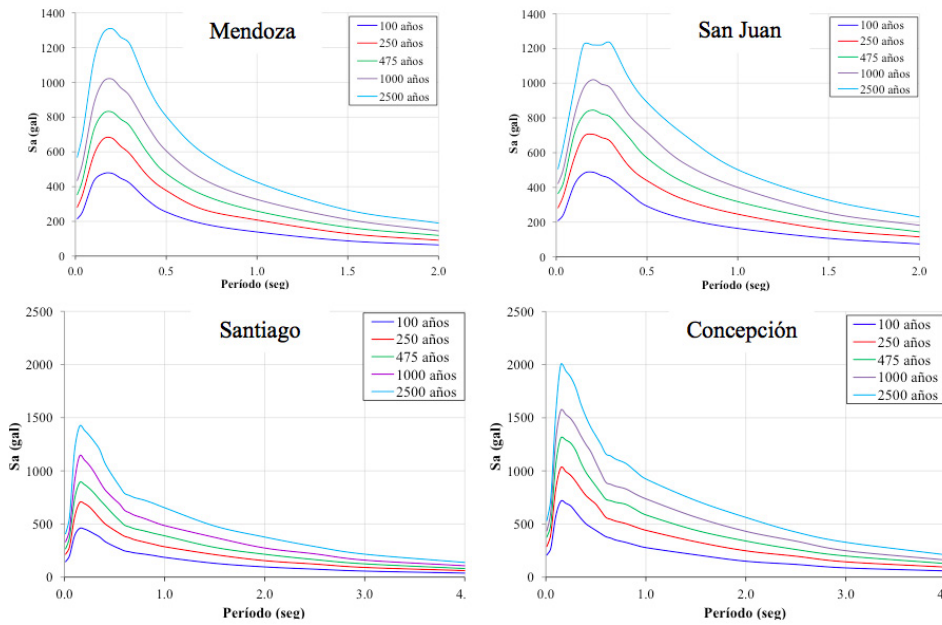 Mendoza
1400
1200
1000
800
600
400
200
0
Sa (gal)
100 años
250 años
475 años
1000 años
2500 años
0.0 0.5 1.0 1.5 2.0
Período (seg)
San Juan
1400
1200
1000
800
600
400
200
0
Sa (gal)
100 años
250 años
475 años
1000 años
2500 años
0.0 0.5 1.0 1.5 2.0
Período (seg)
Santiago
2500
2000
1500
1000
500
0
Sa (gal)
100 años
250 años
475 años
1000 años
2500 años
0.0 1.0 2.0 3.0 4.
Período (seg)
Concepción
2500
2000
1500
1000
500
0
Sa (gal)
100 años
250 años
475 años
1000 años
2500 años
0.0 1.0 2.0 3.0 4
Período (seg)